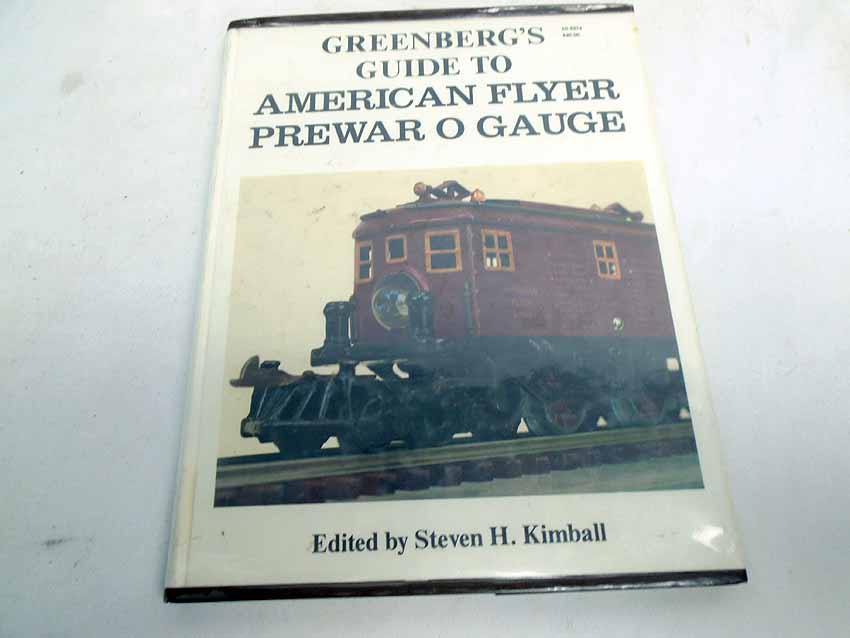 GREENBERG'S
GUIDE TO
AMERICAN FLYER
PREWAR O GAUGE
Edited by Steven H. Kimball